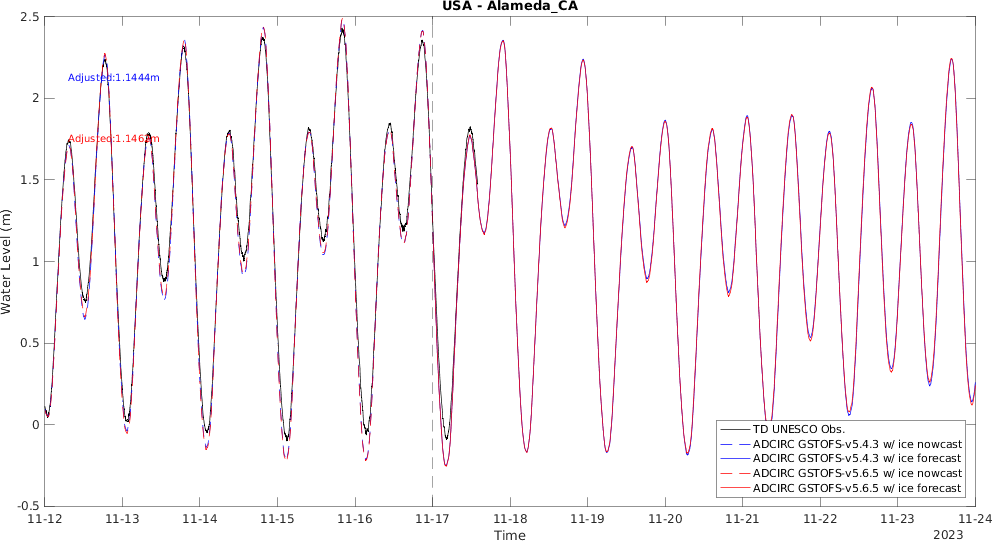 USA - Alameda_CA
2.5
2
1.5
1
0.5
0
-0.5
Water Level (m)
Adjusted:1.1444m
Adjusted:1.1463m
TD UNESCO Obs.
ADCIRC GSTOFS-v5.4.3 w/ ice nowcast
ADCIRC GSTOFS-v5.4.3 w/ ice forecast
ADCIRC GSTOFS-v5.6.5 w/ ice nowcast
ADCIRC GSTOFS-v5.6.5 w/ ice forecast
11-12 11-13 11-14 11-15 11-16 11-17 11-18 11-19 11-20 11-21 11-22 11-23 11-24
Time
2023